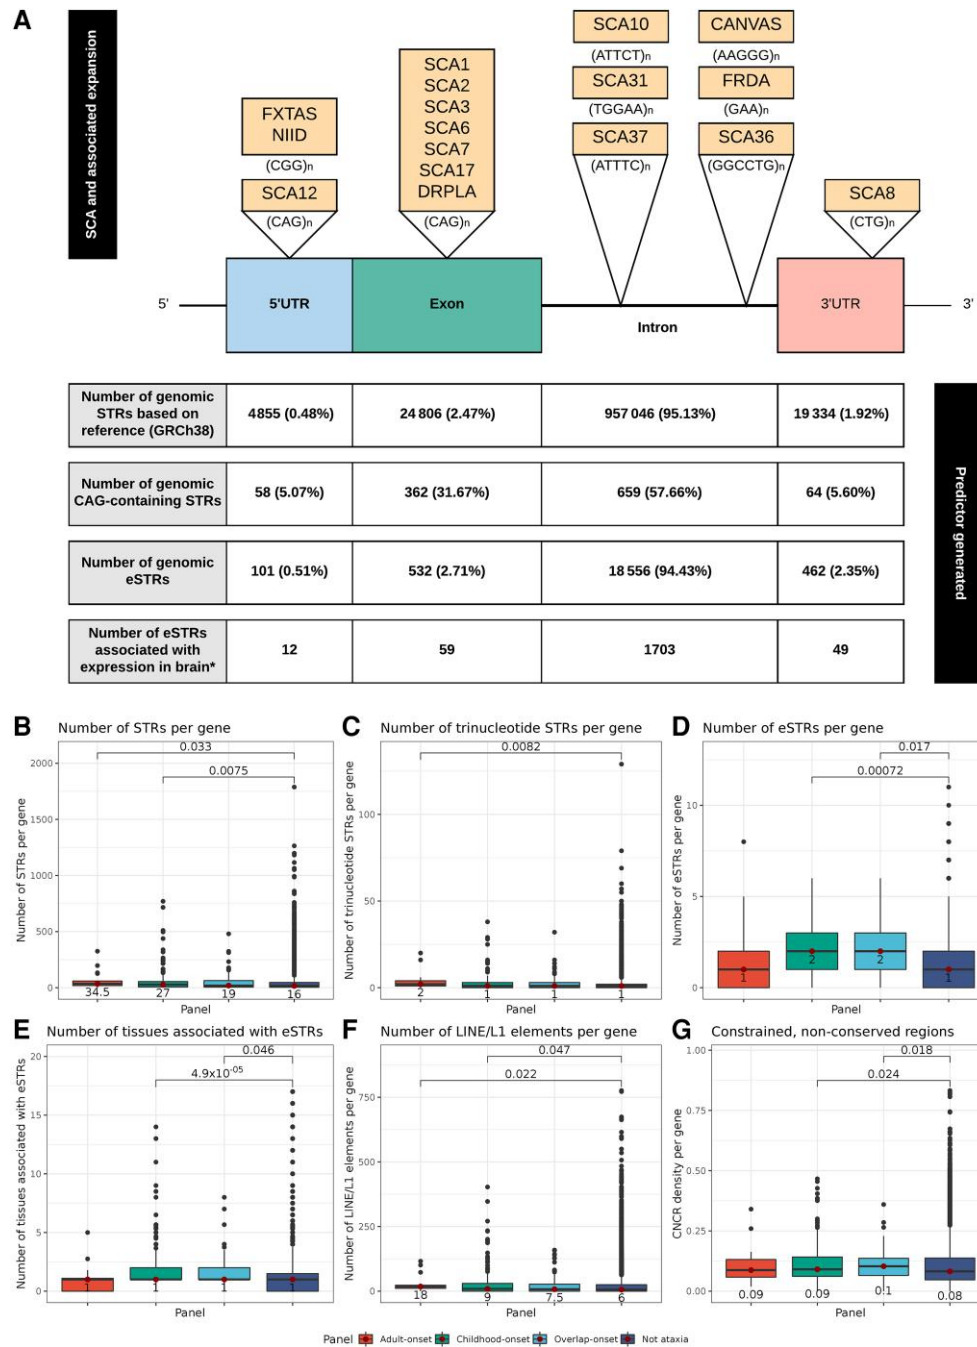 A
SCA and associated expansion
FXTAS
NIID
(CGG)n
SCA12
(CAG)n
SCA1
SCA2
SCA3
SCA6
SCA7
SCA17
DRPLA
(CAG)n
SCA10
(ATTCT)n
SCA31
(TGGAA)n
SCA37
(ATTTC)n
CANVAS
(AAGGG)n
FRDA
(GAA)n
SCA36
(GGCCTG)n
SCA8
(CTG)n
5'
5'UTR
Exon
Intron
3'UTR
3'
Number of genomic
STRs based on
reference (GRCh38)
4855 (0.48%)
24 806 (2.47%)
957 046 (95.13%)
19 334 (1.92%)
Number of genomic
CAG-containing STRs
58 (5.07%)
362 (31.67%)
659 (57.66%)
64 (5.60%)
Number of genomic
eSTRs
101 (0.51%)
532 (2.71%)
18 556 (94.43%)
462 (2.35%)
Number of eSTRs
associated with
expression in brain*
12
59
1703
49
Predictor generated
B
Number of STRs per gene
0.033
0.0075
2000
1500
1000
500
0
Number of STRs per gene
34.5
27
19
16
Panel
C
Number of trinucleotide STRs per gene
0.0082
100
50
0
Number of trinucleotide STRs per gene
2
1
1
1
Panel
D
Number of eSTRs per gene
0.017
0.00072
10
5
0
Number of eSTRs per gene
1
2
2
1
Panel
E
Number of tissues associated with eSTRs
0.046
4.9x10-05
20
15
10
5
0
Number of tissues associated with eSTRs
1
1
1
1
Panel
F
Number of LINE/L1 elements per gene
0.047
0.022
750
500
250
0
Number of LINE/L1 elements per gene
18
9
7.5
6
Panel
G
Constrained, non-conserved regions
0.018
0.024
1.00
0.75
0.50
0.25
0.00
CNCR density per gene
0.09
0.09
0.1
0.08
Panel
Panel Adult-onset Childhood-onset Overlap-onset Not ataxia